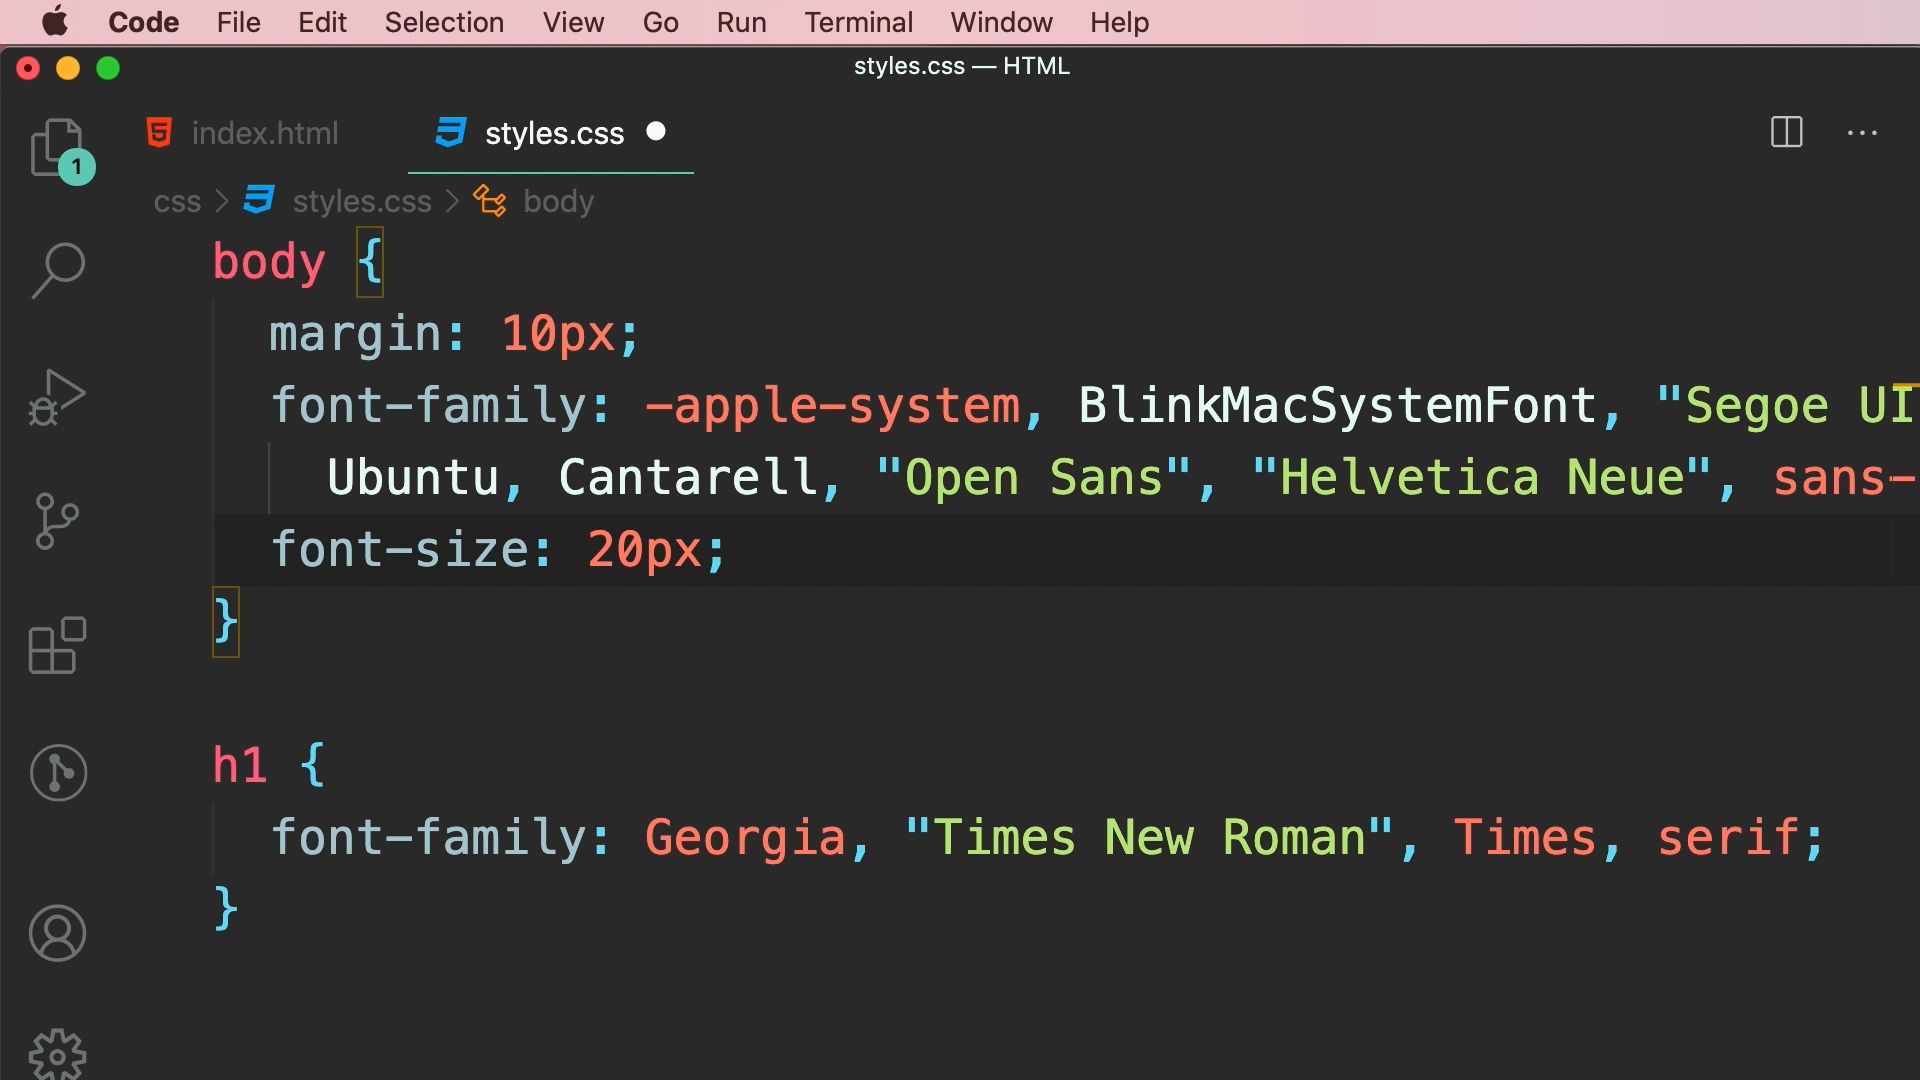 Code File Edit Selection View Go Run Terminal Window Help
styles.css — HTML
index.html styles.css
1
css > styles.css > body
body {
margin: 10px;
font-family: -apple-system, BlinkMacSystemFont, "Segoe UI
Ubuntu, Cantarell, "Open Sans", "Helvetica Neue", sans-
font-size: 20px;
}
h1 {
font-family: Georgia, "Times New Roman", Times, serif;
}